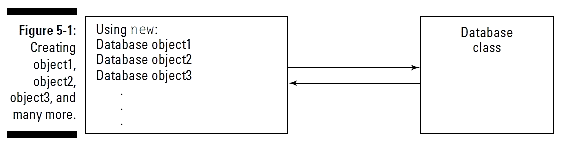 Figure 5-1:
Creating
object1,
object2,
object3, and
many more.
Using new:
Database object1
Database object2
Database object3
.
.
.
Database
class